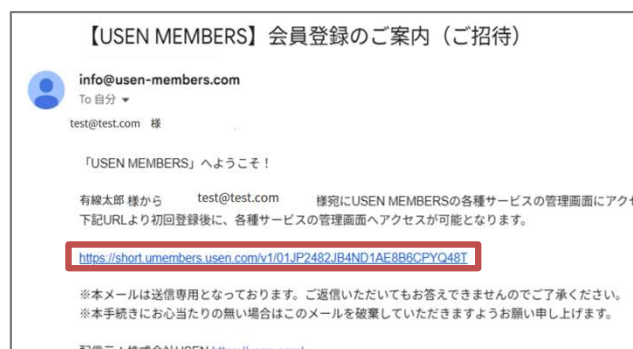 【USEN MEMBERS】会員登録のご案内（ご招待）
info@usen-members.com
To 自分
test@test.com 様
「USEN MEMBERS」へようこそ！
有線太郎 様から test@test.com 様宛にUSEN MEMBERSの各種サービスの管理画面にアクセ
下記URLより初回登録後に、各種サービスの管理画面へアクセスが可能となります。
https://short.umembers.usen.com/v1/01JP2482JB4ND1AE8B6CPYQ48T
※本メールは送信専用となっております。ご返信いただいてもお答えできませんのでご了承ください。
※本手続きにお心当たりの無い場合はこのメールを破棄していただきますようお願い申し上げます。